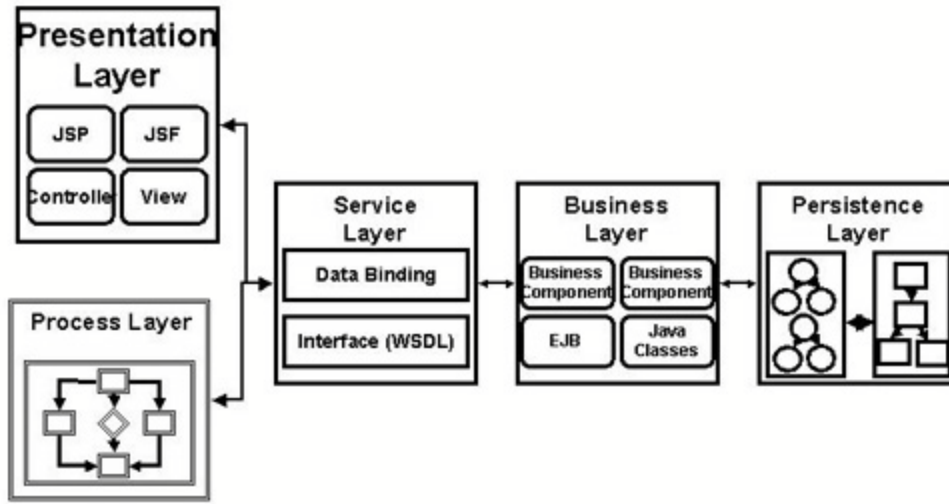 Presentation
Layer
JSP
JSF
Controller
View
Process Layer
Service
Layer
Data Binding
Interface (WSDL)
Business
Layer
Business
Component
Business
Component
EJB
Java
Classes
Persistence
Layer